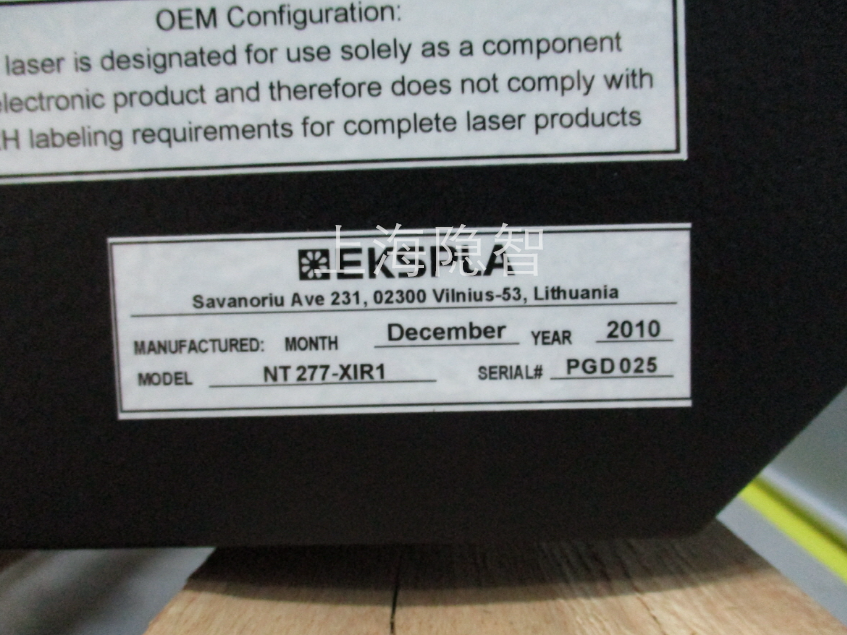 OEM Configuration:
laser is designated for use solely as a component
electronic product and therefore does not comply with
labeling requirements for complete laser products
上海隐智
EKSPLA
Savanoriu Ave 231, 02300 Vilnius-53, Lithuania
MANUFACTURED: MONTH December YEAR 2010
MODEL NT 277-XIR1 SERIAL# PGD 025